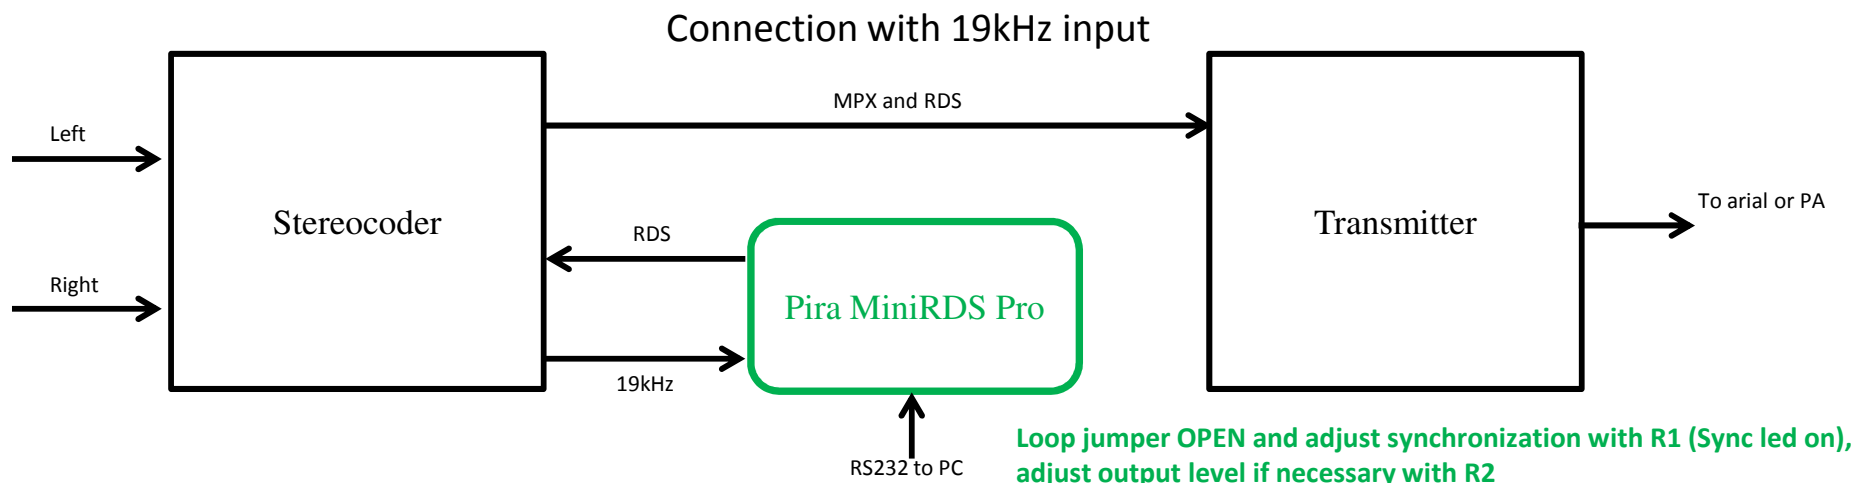 Connection with 19kHz input
MPX and RDS
Left
To arial or PA
Stereocoder
Transmitter
RDS
Right
Pira MiniRDS Pro
19kHz
Loop jumper OPEN and adjust synchronization with R1 (Sync led on),
RS232 to PC
adjust output level if necessary with R2